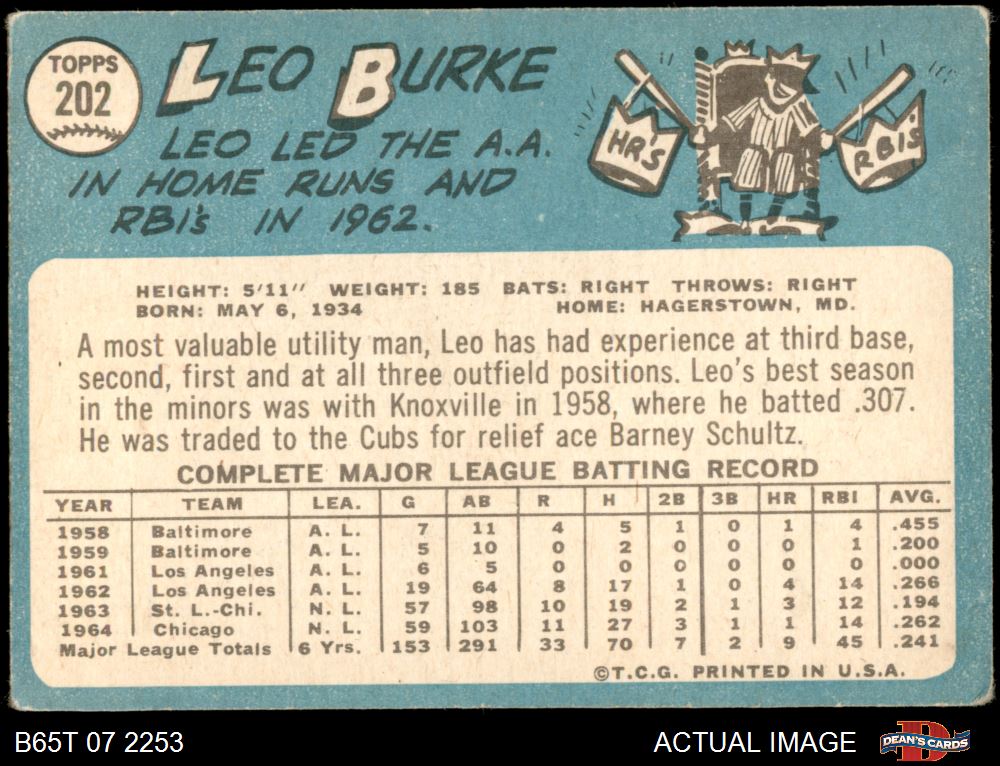 TOPPS
202
LEO BURKE
LEO LED THE A.A.
IN HOME RUNS AND
RBI's IN 1962.
HR'S
RBI'S
HEIGHT: 5'11" WEIGHT: 185 BATS: RIGHT THROWS: RIGHT
BORN: MAY 6, 1934 HOME: HAGERSTOWN, MD.
A most valuable utility man, Leo has had experience at third base,
second, first and at all three outfield positions. Leo's best season
in the minors was with Knoxville in 1958, where he batted .307.
He was traded to the Cubs for relief ace Barney Schultz.
COMPLETE MAJOR LEAGUE BATTING RECORD
YEAR TEAM LEA. G AB R H 2B 3B HR RBI AVG.
1958 Baltimore A. L. 7 11 4 5 1 0 1 4 .455
1959 Baltimore A. L. 5 10 0 2 0 0 0 1 .200
1961 Los Angeles A. L. 6 5 0 0 0 0 0 0 .000
1962 Los Angeles A. L. 19 64 8 17 1 0 4 14 .266
1963 St. L.-Chi. N. L. 57 98 10 19 2 1 3 12 .194
1964 Chicago N. L. 59 103 11 27 3 1 1 14 .262
Major League Totals 6 Yrs. 153 291 33 70 7 2 9 45 .241
©T.C.G. PRINTED IN U.S.A.
B65T 07 2253
ACTUAL IMAGE
D
DEAN'S CARDS